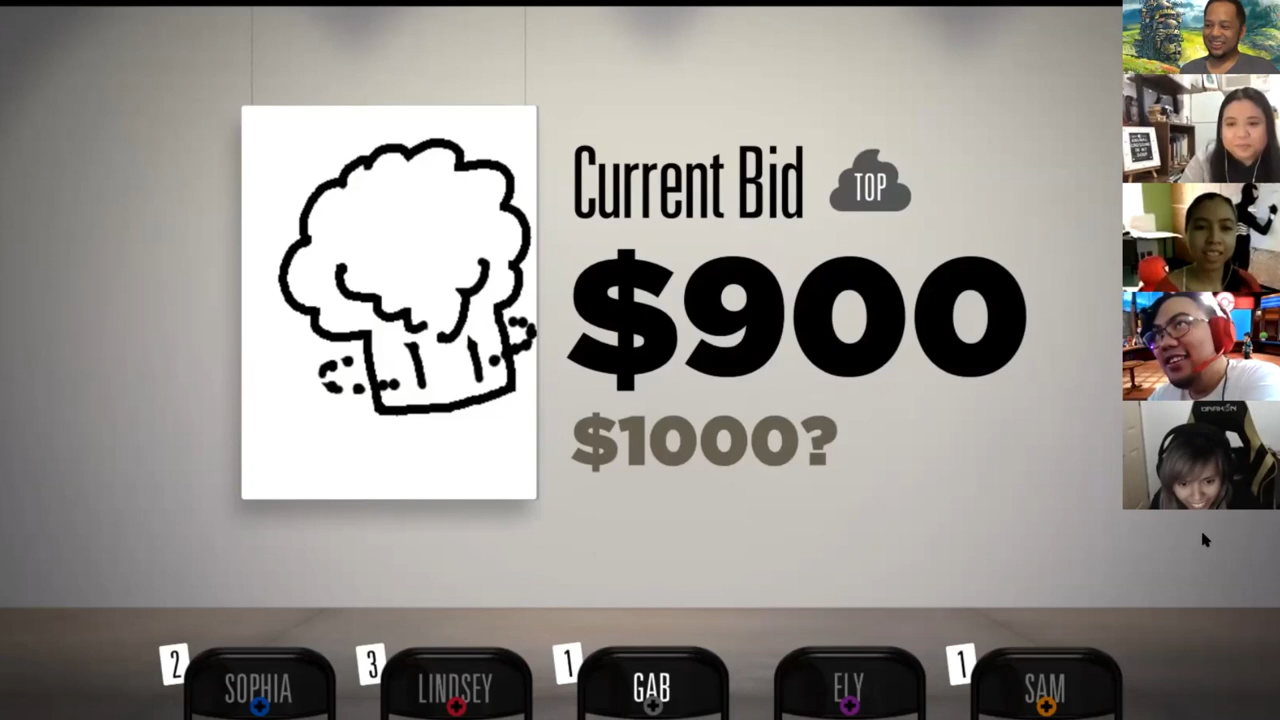 Current Bid
TOP
$900
$1000?
2
SOPHIA
3
LINDSEY
1
GAB
ELY
1
SAM